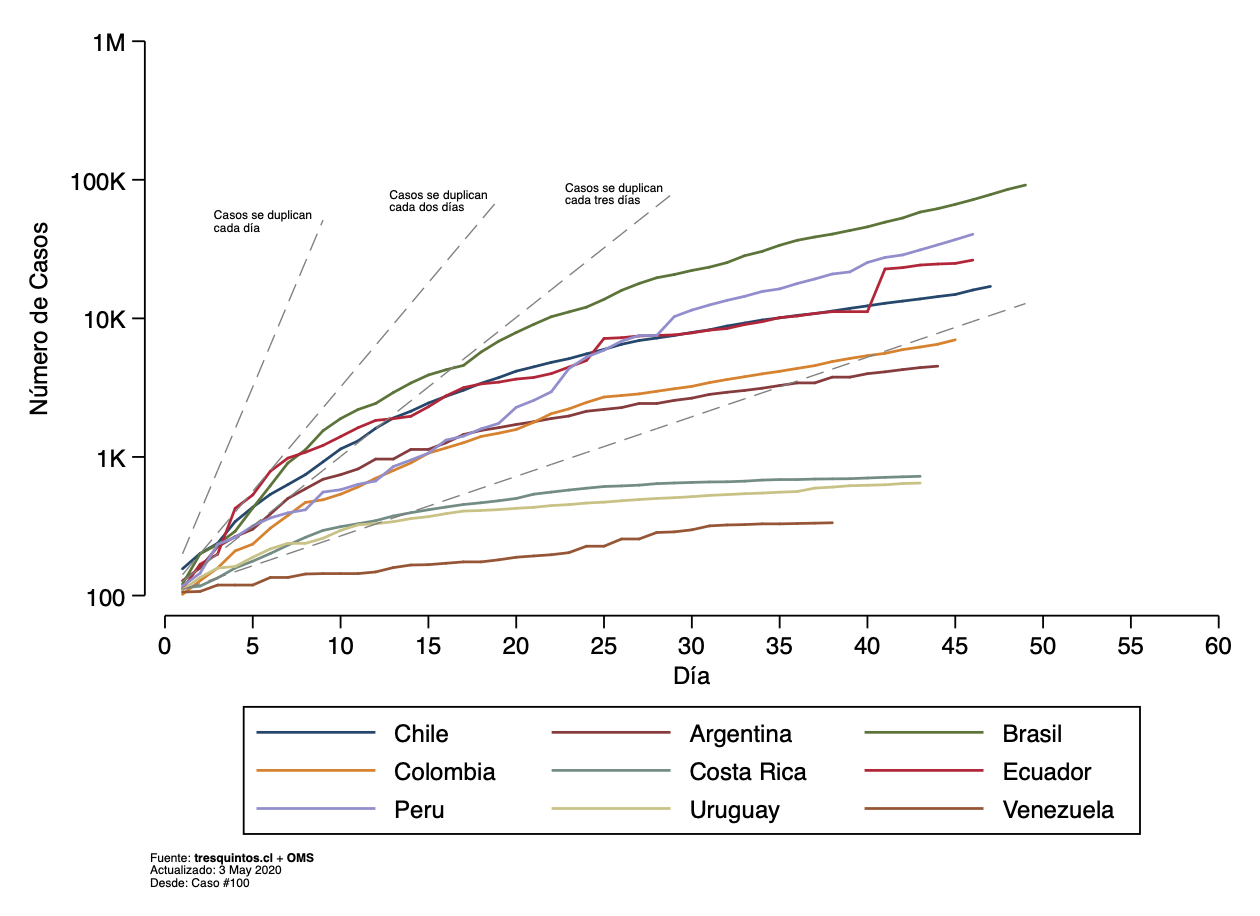 1M
100K
10K
1K
100
Número de Casos
Casos se duplican
cada día
Casos se duplican
cada dos días
Casos se duplican
cada tres días
0 5 10 15 20 25 30 35 40 45 50 55 60
Día
Chile Argentina Brasil
Colombia Costa Rica Ecuador
Peru Uruguay Venezuela
Fuente: tresquintos.cl + OMS
Actualizado: 3 May 2020
Desde: Caso #100